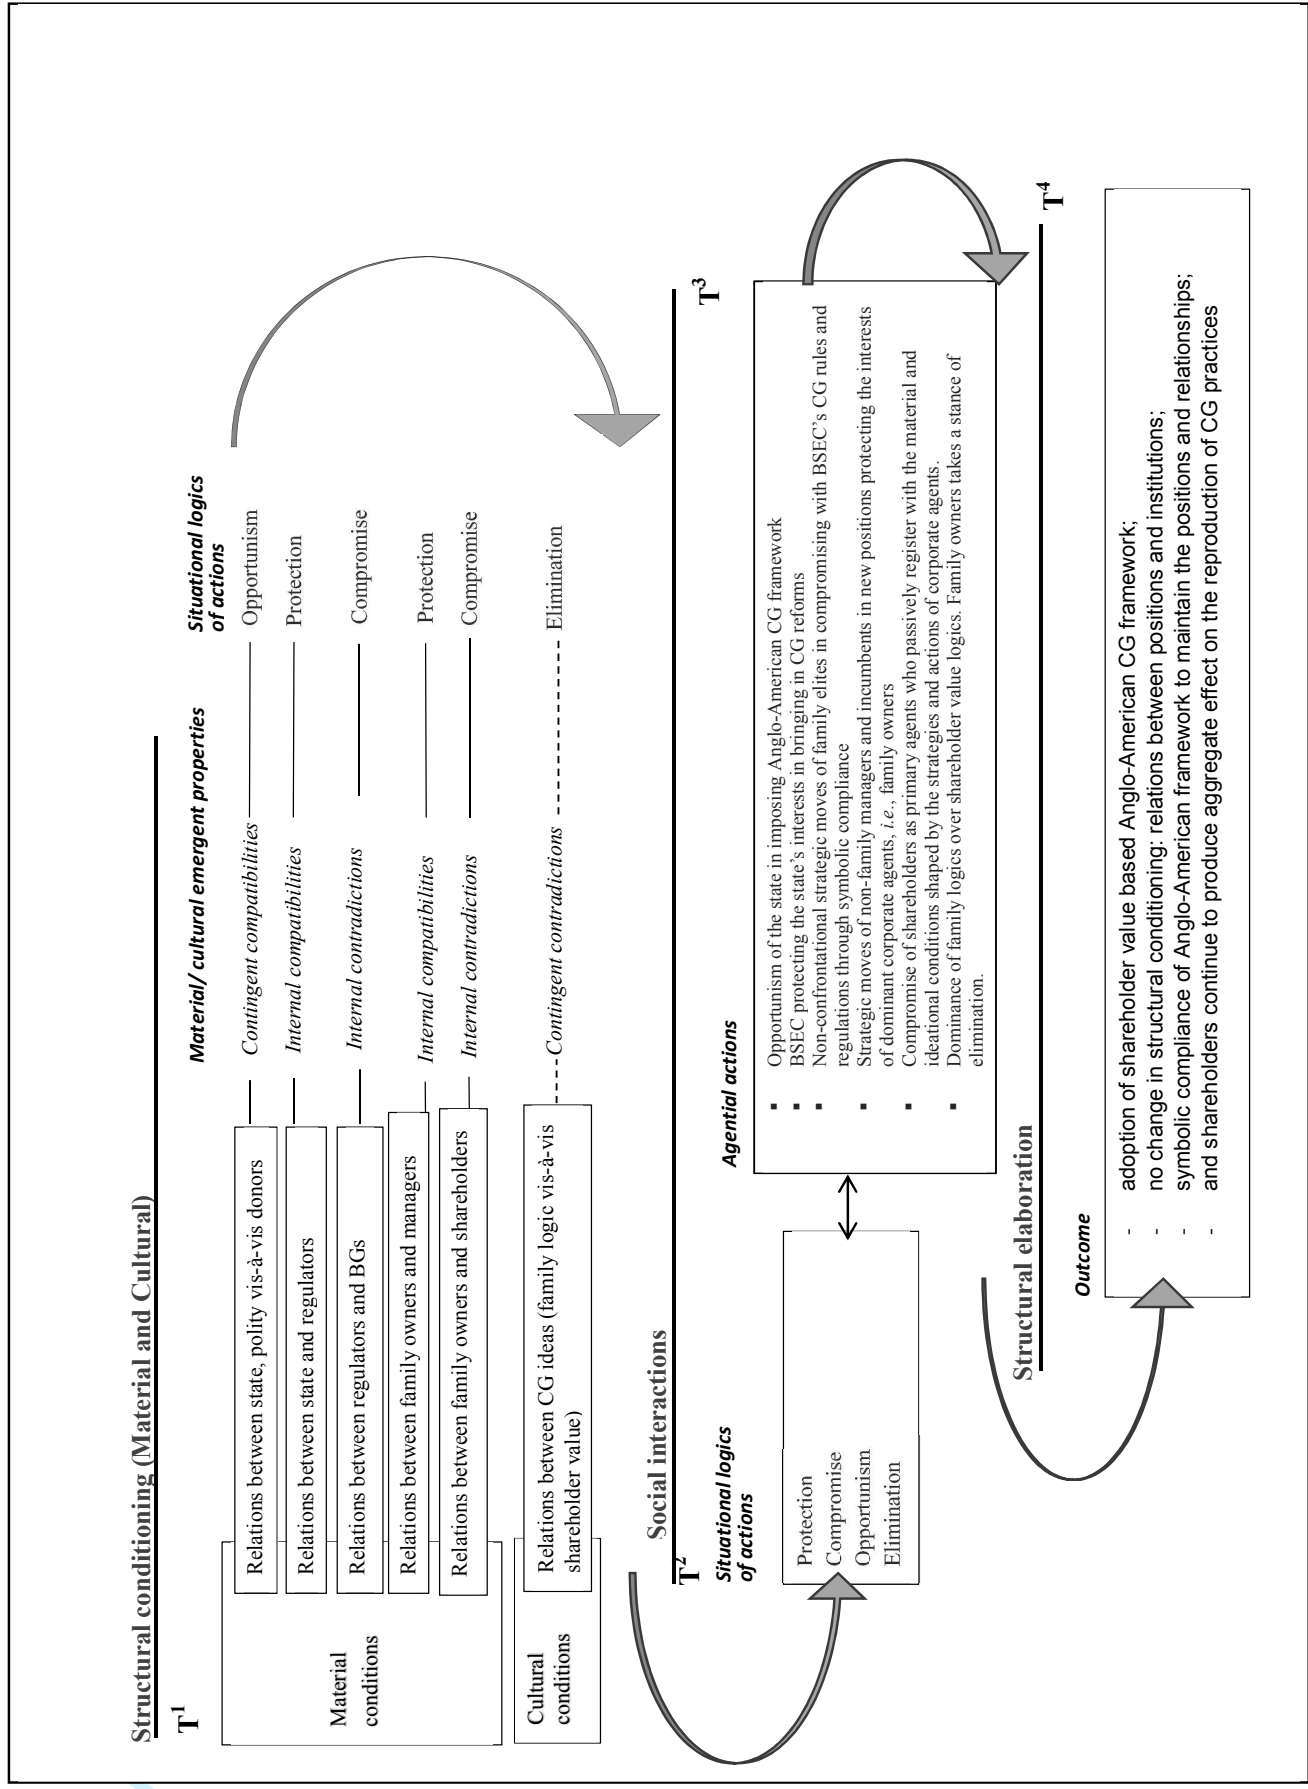 Structural conditioning (Material and Cultural)
T1
Material/ cultural emergent properties
Situational logics
of actions
Material
conditions
Relations between state, polity vis-à-vis donors
Contingent compatibilities
Opportunism
Relations between state and regulators
Internal compatibilities
Protection
Relations between regulators and BGs
Internal contradictions
Compromise
Relations between family owners and managers
Internal compatibilities
Protection
Relations between family owners and shareholders
Internal contradictions
Compromise
Cultural
conditions
Relations between CG ideas (family logic vis-à-vis
shareholder value)
Contingent contradictions
Elimination
Social interactions
T2
T3
Situational logics
of actions
Protection
Compromise
Opportunism
Elimination
Agential actions
▪ Opportunism of the state in imposing Anglo-American CG framework
▪ BSEC protecting the state’s interests in bringing in CG reforms
▪ Non-confrontational strategic moves of family elites in compromising with BSEC’s CG rules and
regulations through symbolic compliance
▪ Strategic moves of non-family managers and incumbents in new positions protecting the interests
of dominant corporate agents, i.e., family owners
▪ Compromise of shareholders as primary agents who passively register with the material and
ideational conditions shaped by the strategies and actions of corporate agents.
▪ Dominance of family logics over shareholder value logics. Family owners takes a stance of
elimination.
Structural elaboration
T4
Outcome
- adoption of shareholder value based Anglo-American CG framework;
- no change in structural conditioning: relations between positions and institutions;
- symbolic compliance of Anglo-American framework to maintain the positions and relationships;
- and shareholders continue to produce aggregate effect on the reproduction of CG practices